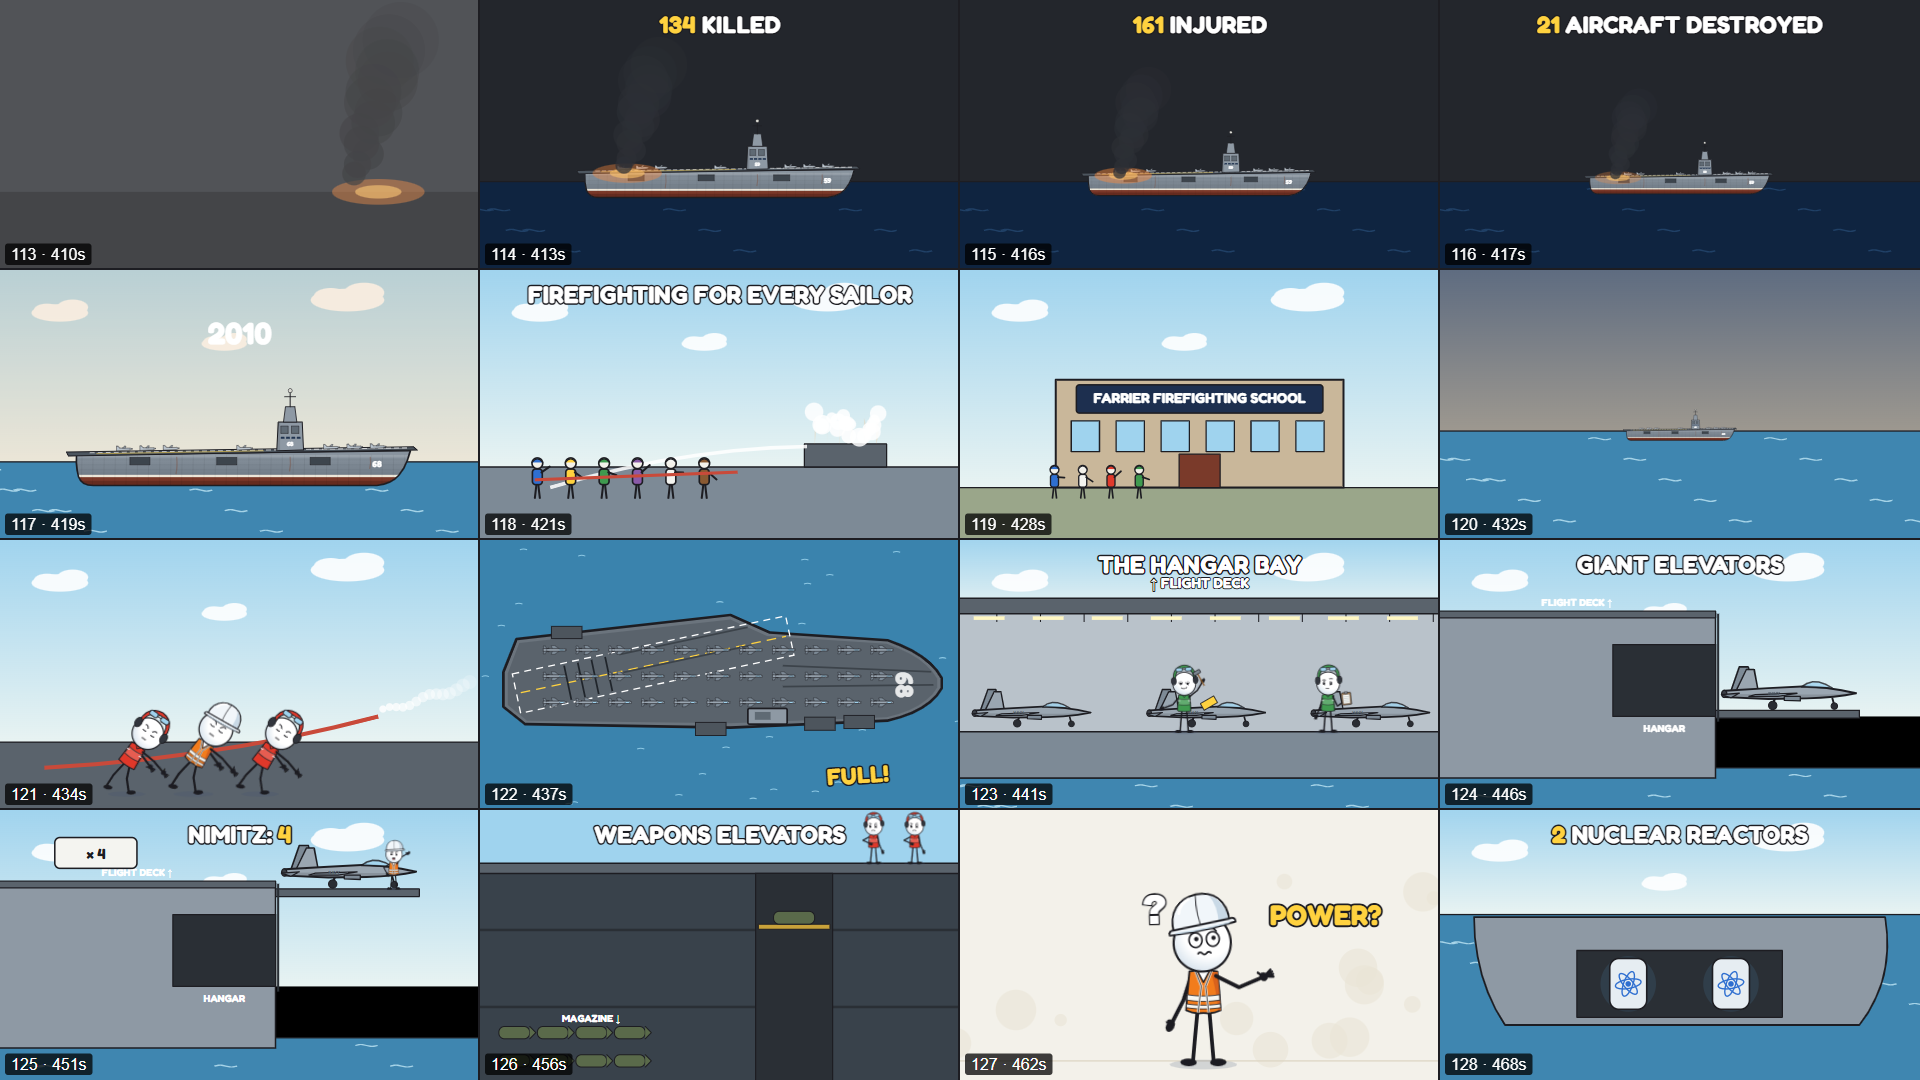 113 · 410s
134 KILLED
114 · 413s
161 INJURED
115 · 416s
21 AIRCRAFT DESTROYED
116 · 417s
2010
68
117 · 419s
FIREFIGHTING FOR EVERY SAILOR
118 · 421s
FARRIER FIREFIGHTING SCHOOL
119 · 428s
120 · 432s
121 · 434s
68
FULL!
122 · 437s
THE HANGAR BAY
↑ FLIGHT DECK
123 · 441s
GIANT ELEVATORS
FLIGHT DECK ↑
HANGAR
124 · 446s
NIMITZ: 4
× 4
FLIGHT DECK ↑
HANGAR
125 · 451s
WEAPONS ELEVATORS
MAGAZINE ↓
126 · 456s
?
POWER?
127 · 462s
2 NUCLEAR REACTORS
128 · 468s